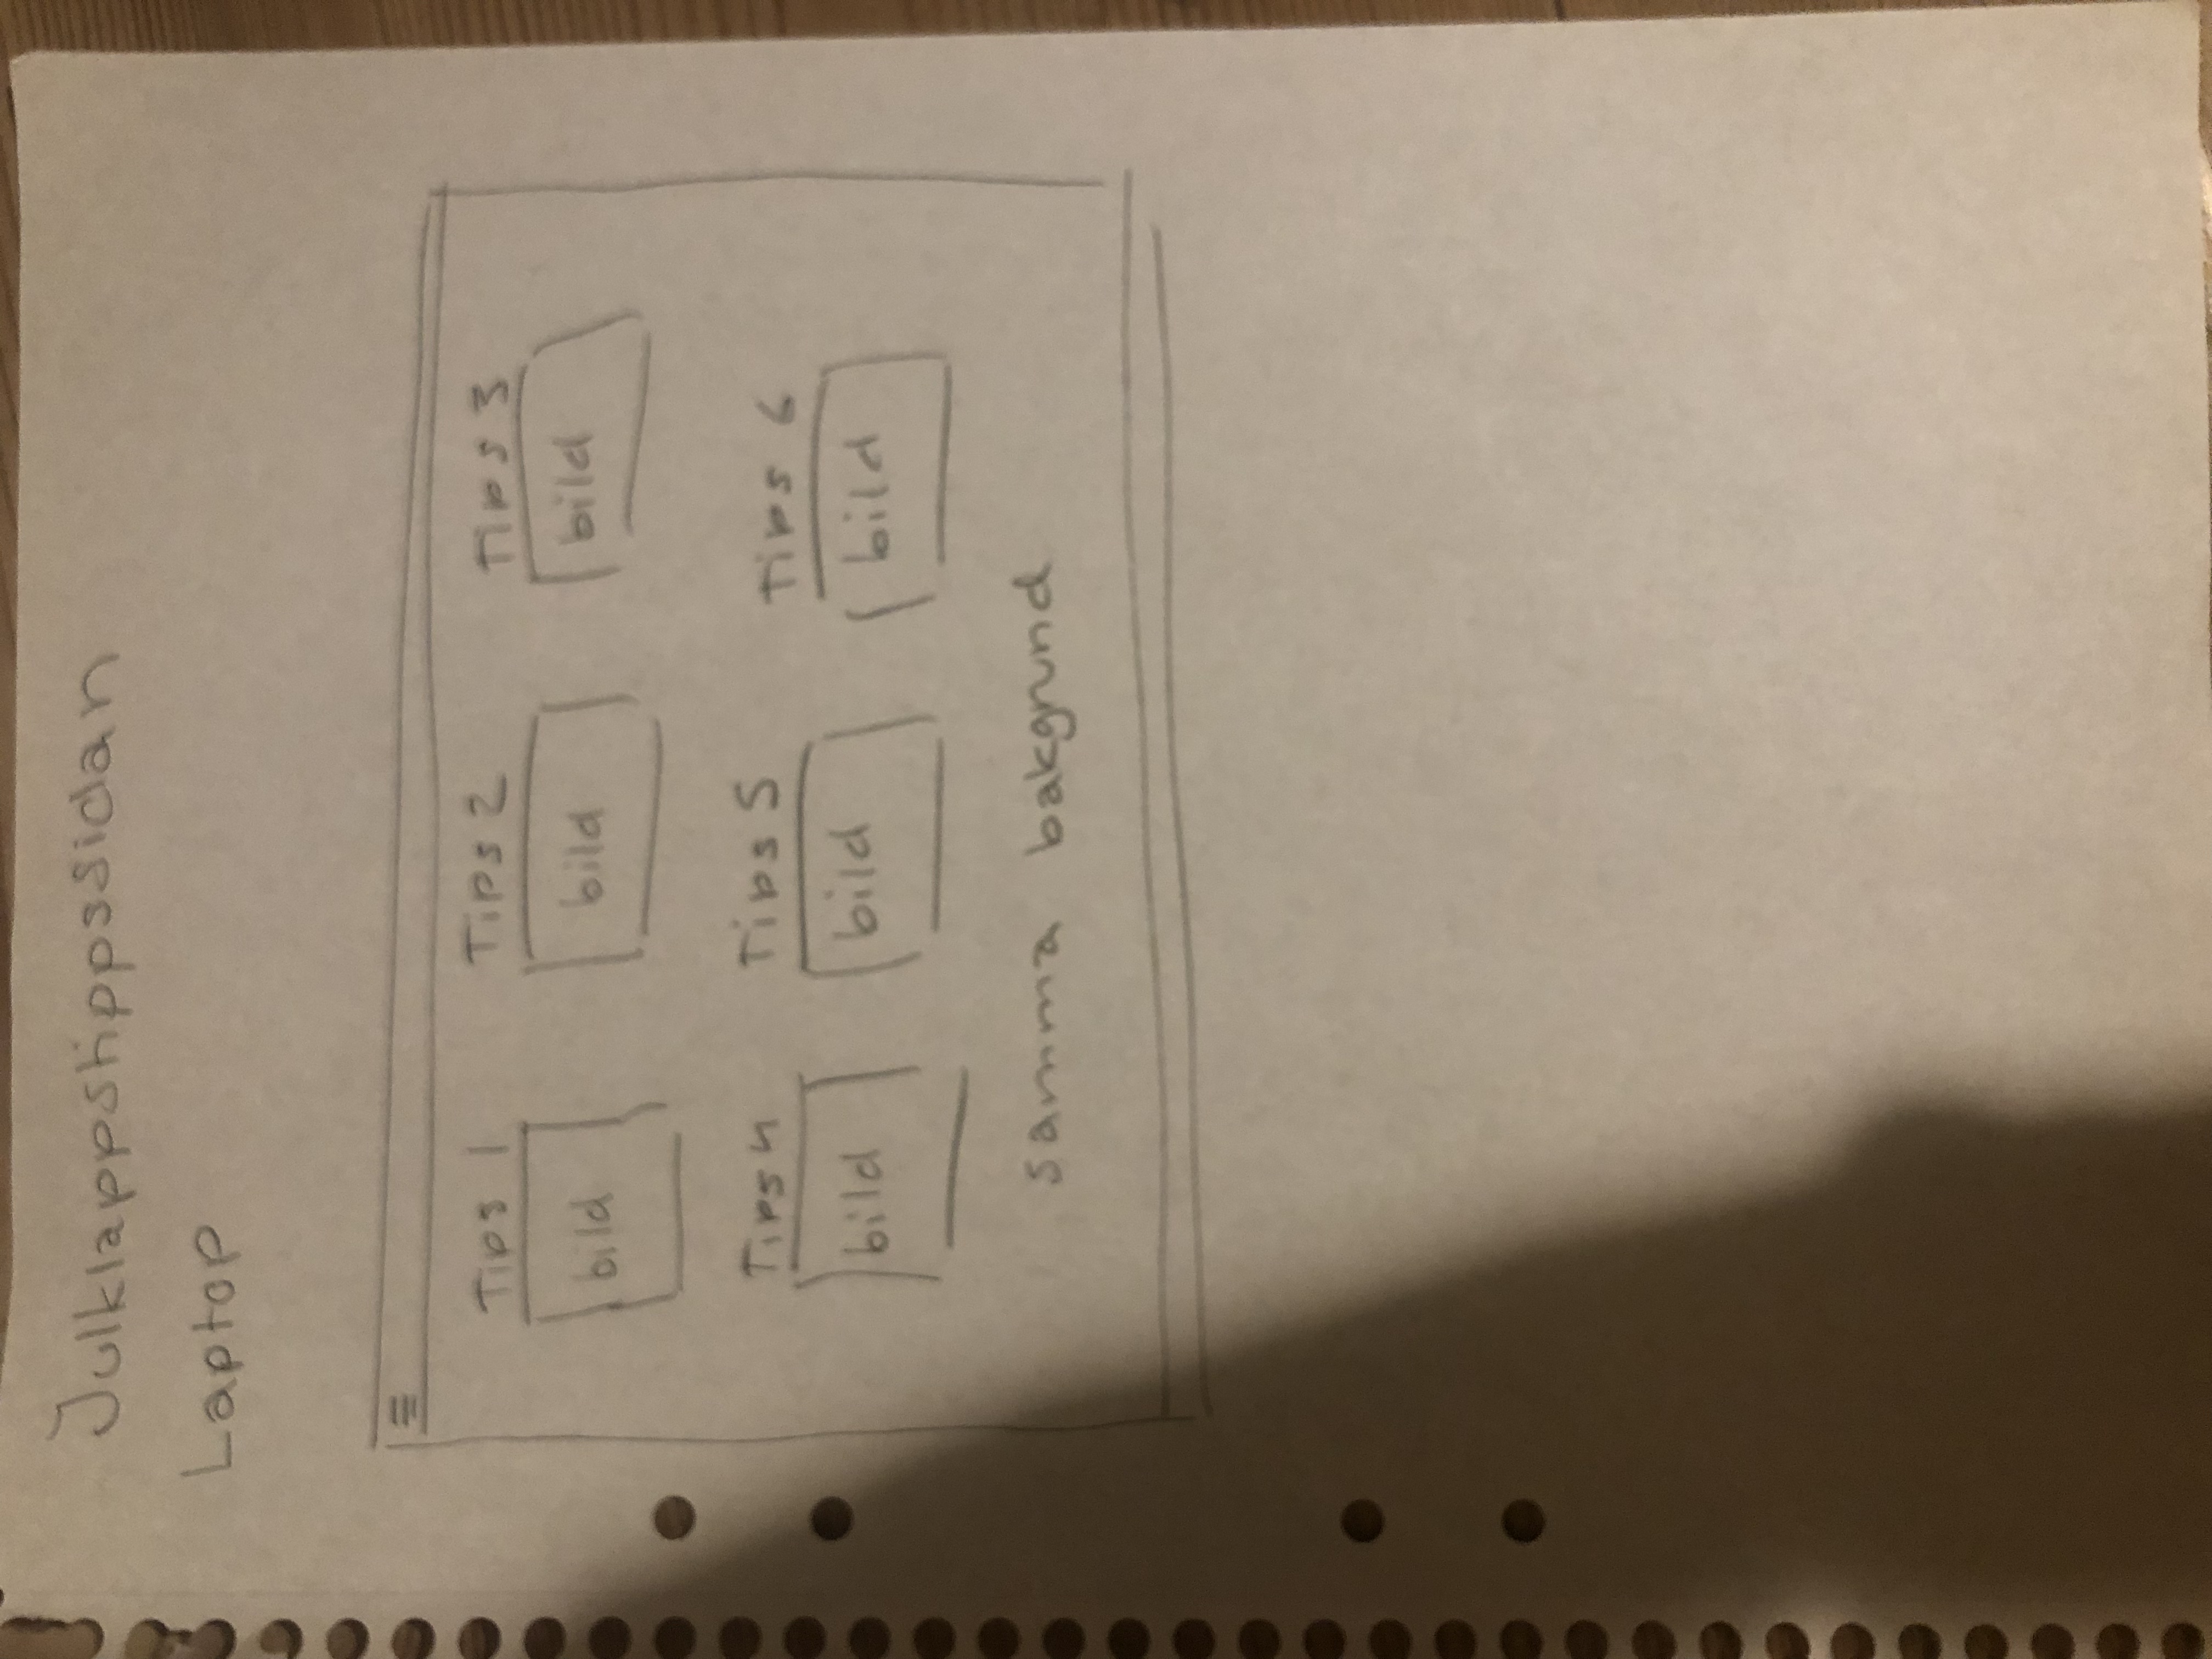 Julklappstippssidan
Laptop
Tips 1 Tips 2 Tips 3
bild bild bild
Tips 4 Tips 5 Tips 6
bild bild bild
samma bakgrund